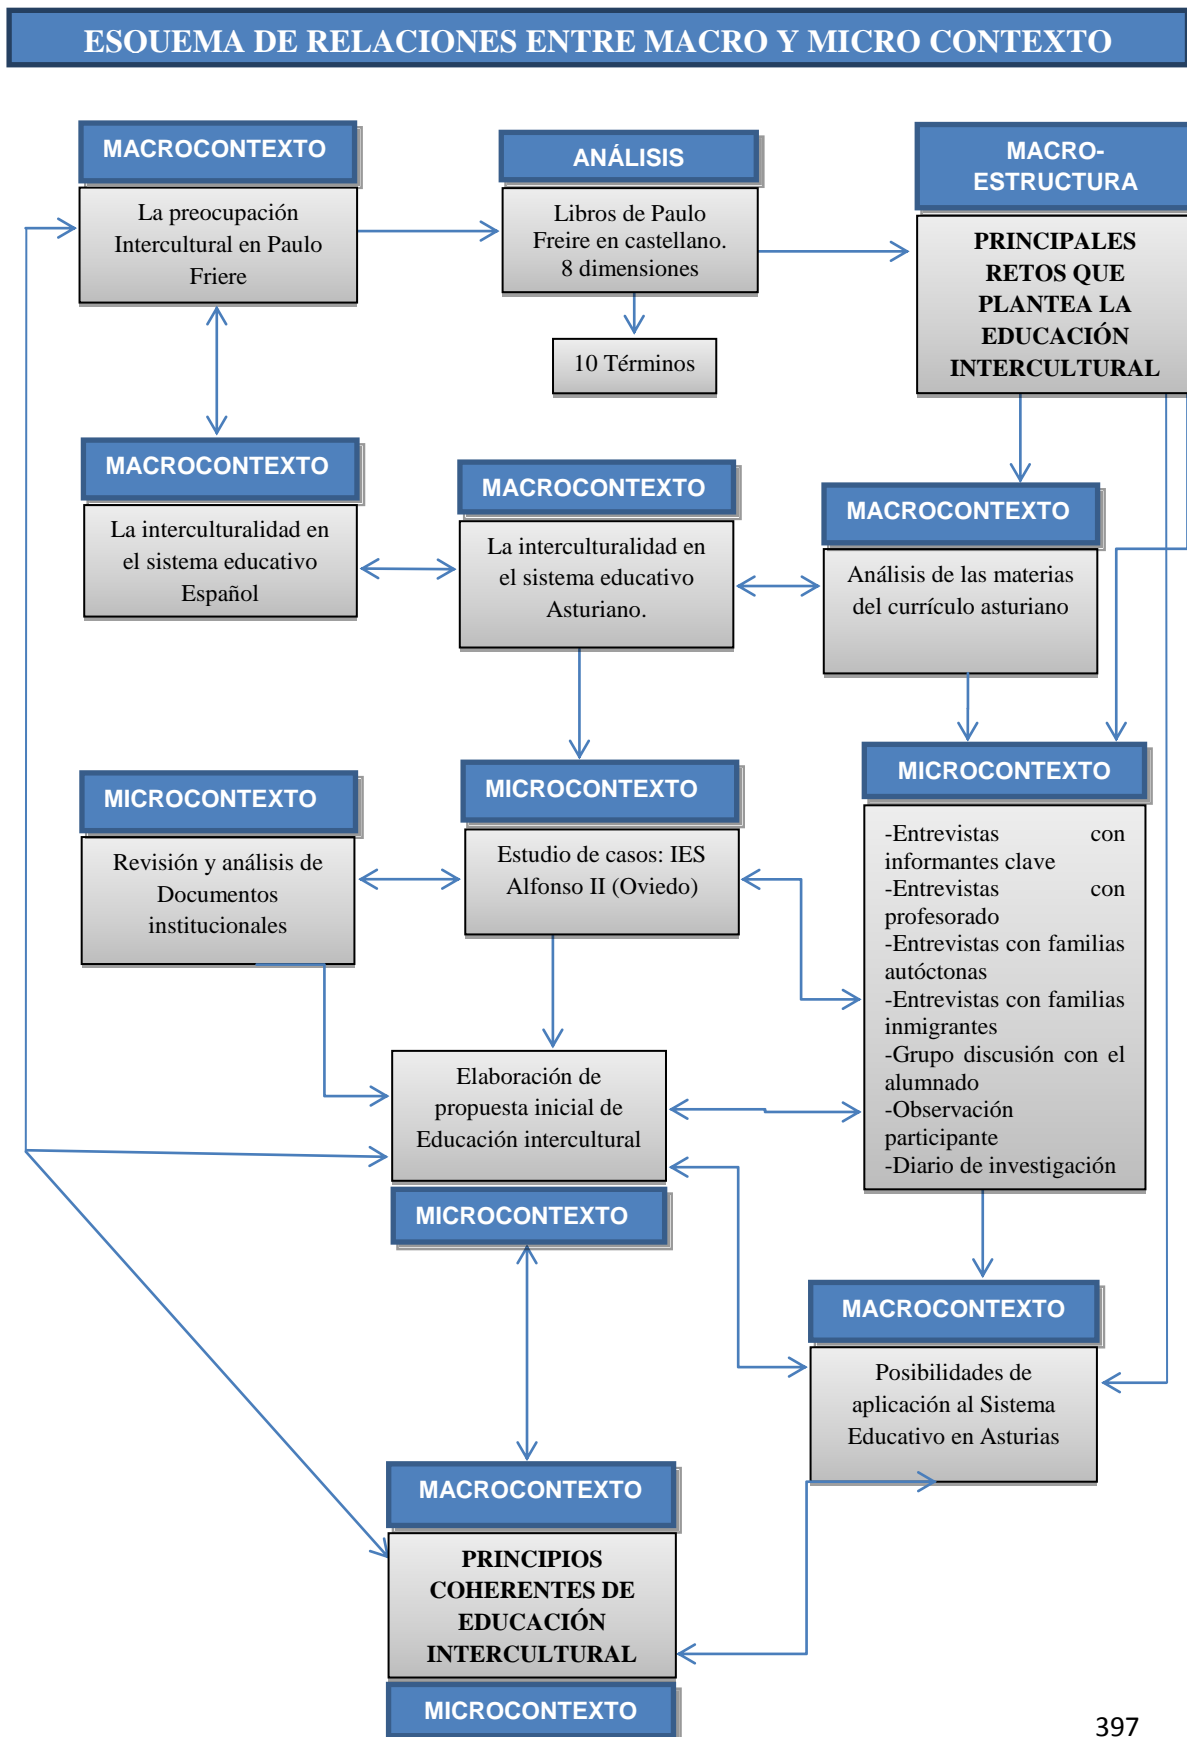 ESQUEMA DE RELACIONES ENTRE MACRO Y MICRO CONTEXTO
MACROCONTEXTO
La preocupación
Intercultural en Paulo
Friere
ANÁLISIS
Libros de Paulo
Freire en castellano.
8 dimensiones
10 Términos
MACRO-
ESTRUCTURA
PRINCIPALES
RETOS QUE
PLANTEA LA
EDUCACIÓN
INTERCULTURAL
MACROCONTEXTO
La interculturalidad en
el sistema educativo
Español
MACROCONTEXTO
La interculturalidad en
el sistema educativo
Asturiano.
MACROCONTEXTO
Análisis de las materias
del currículo asturiano
MICROCONTEXTO
Revisión y análisis de
Documentos
institucionales
MICROCONTEXTO
Estudio de casos: IES
Alfonso II (Oviedo)
MICROCONTEXTO
-Entrevistas con
informantes clave
-Entrevistas con
profesorado
-Entrevistas con familias
autóctonas
-Entrevistas con familias
inmigrantes
-Grupo discusión con el
alumnado
-Observación
participante
-Diario de investigación
Elaboración de
propuesta inicial de
Educación intercultural
MICROCONTEXTO
MACROCONTEXTO
Posibilidades de
aplicación al Sistema
Educativo en Asturias
MACROCONTEXTO
PRINCIPIOS
COHERENTES DE
EDUCACIÓN
INTERCULTURAL
MICROCONTEXTO
397